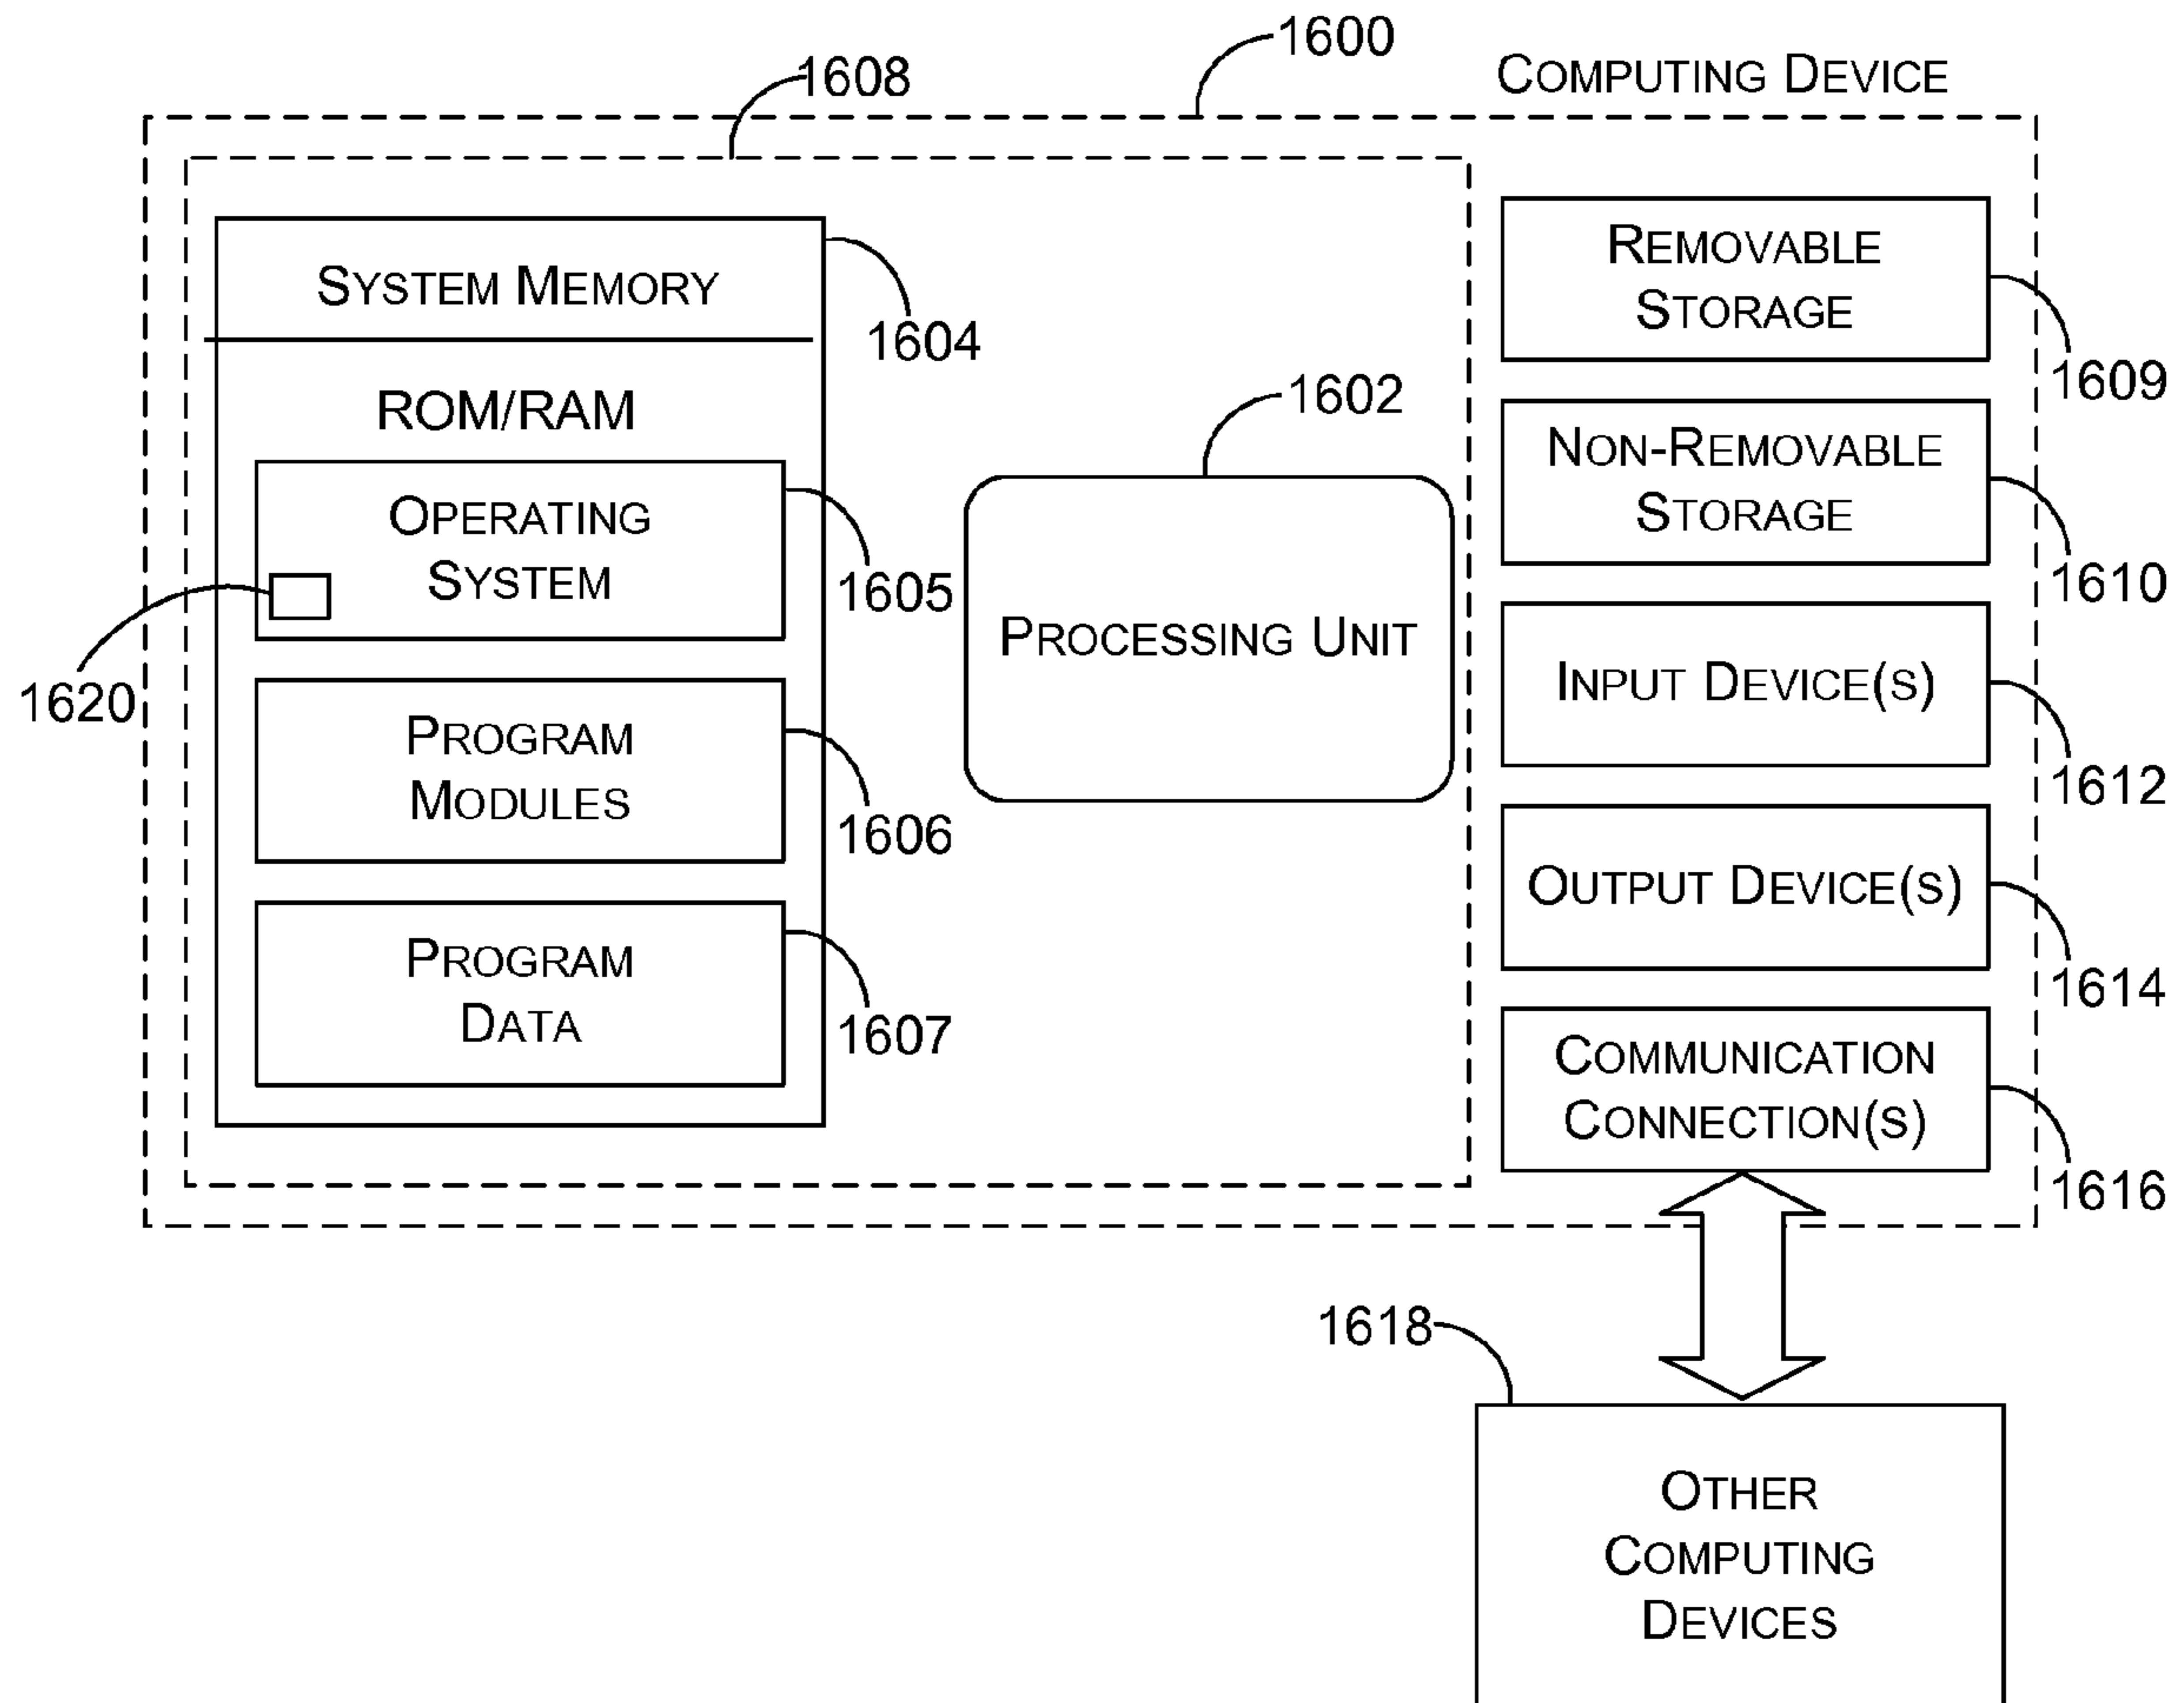 1600
COMPUTING DEVICE
1608
SYSTEM MEMORY
1604
ROM/RAM
OPERATING
SYSTEM
1605
1620
PROGRAM
MODULES
1606
PROGRAM
DATA
1607
1602
PROCESSING UNIT
REMOVABLE
STORAGE
1609
NON-REMOVABLE
STORAGE
1610
INPUT DEVICE(S)
1612
OUTPUT DEVICE(S)
1614
COMMUNICATION
CONNECTION(S)
1616
1618
OTHER
COMPUTING
DEVICES